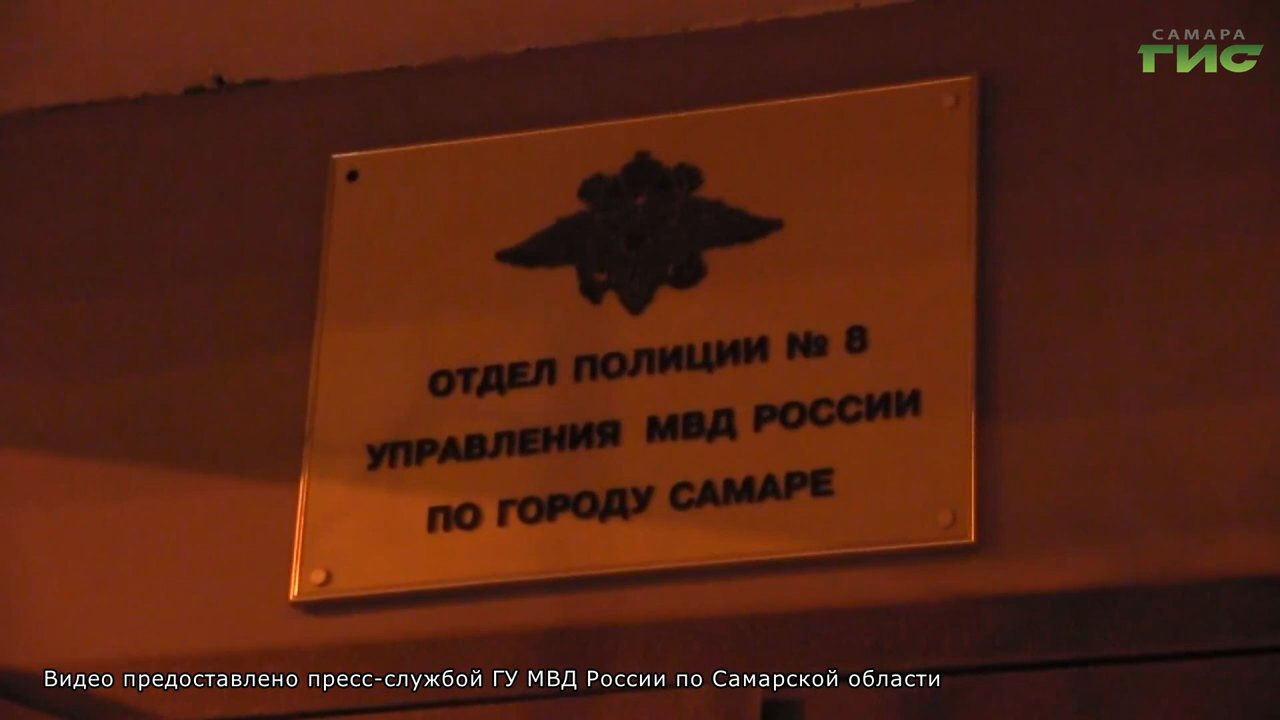 САМАРА
ГИС
ОТДЕЛ ПОЛИЦИИ № 8
УПРАВЛЕНИЯ МВД РОССИИ
ПО ГОРОДУ САМАРЕ
Видео предоставлено пресс-службой ГУ МВД России по Самарской области